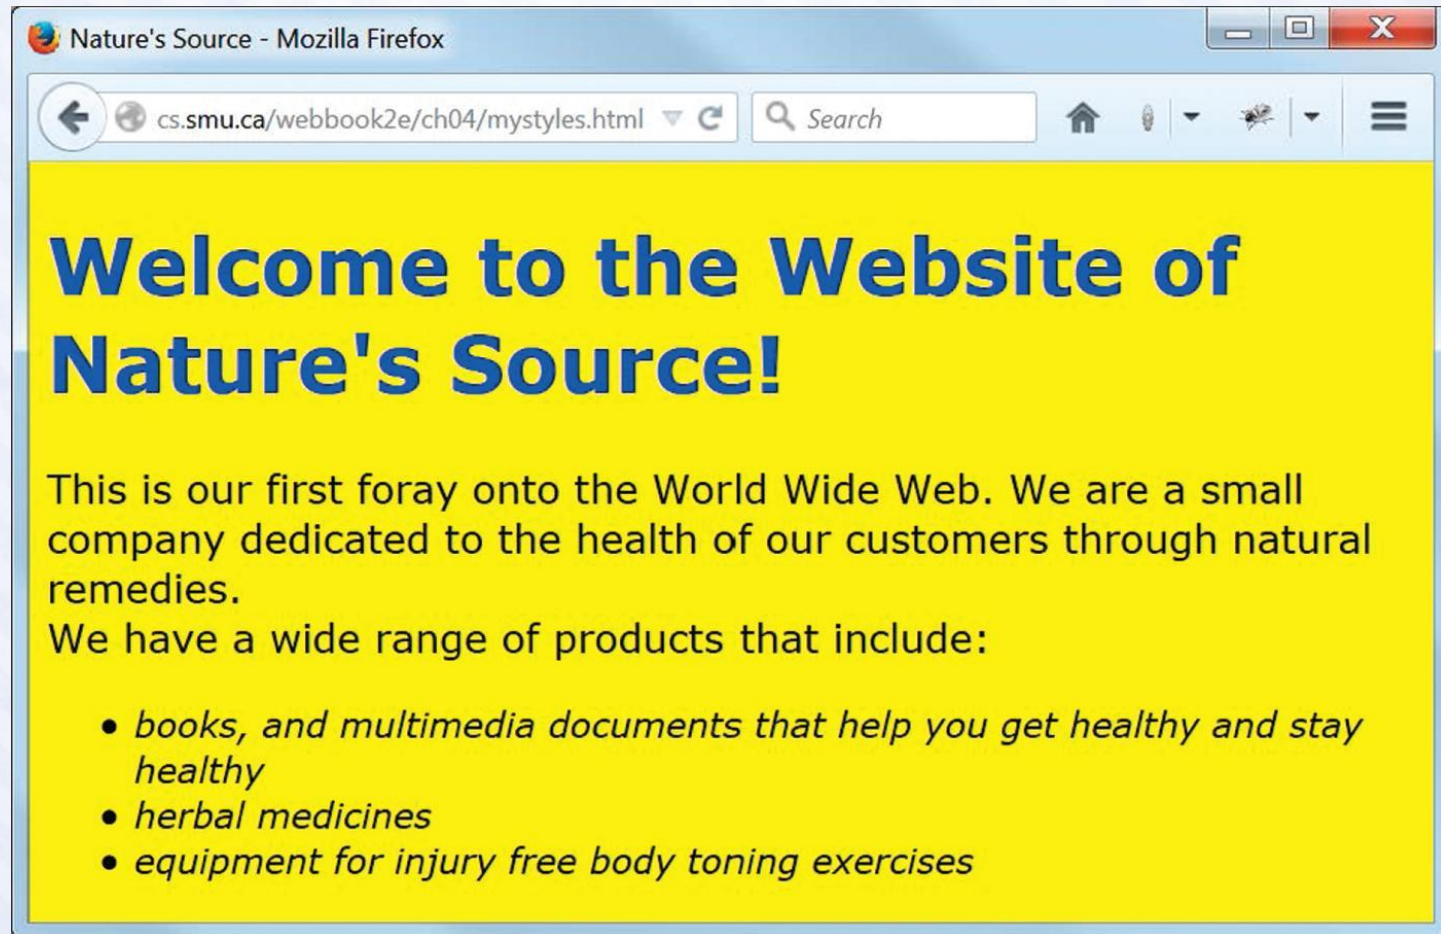 Nature's Source - Mozilla Firefox
cs.smu.ca/webbook2e/ch04/mystyles.html
Search
Welcome to the Website of
Nature's Source!
This is our first foray onto the World Wide Web. We are a small
company dedicated to the health of our customers through natural
remedies.
We have a wide range of products that include:
• books, and multimedia documents that help you get healthy and stay
healthy
• herbal medicines
• equipment for injury free body toning exercises